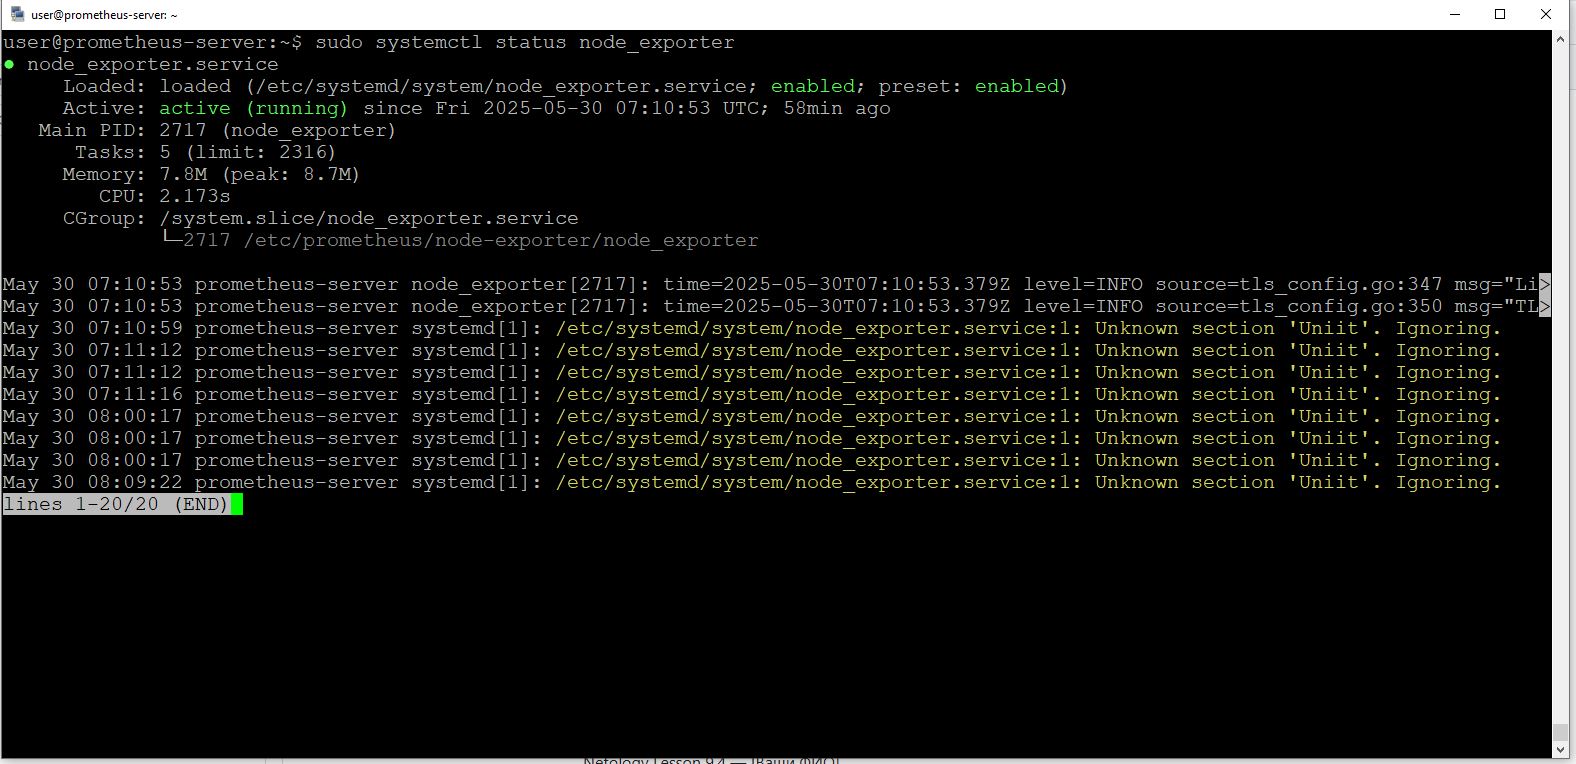 user@prometheus-server: ~
user@prometheus-server:~$ sudo systemctl status node_exporter
● node_exporter.service
Loaded: loaded (/etc/systemd/system/node_exporter.service; enabled; preset: enabled)
Active: active (running) since Fri 2025-05-30 07:10:53 UTC; 58min ago
Main PID: 2717 (node_exporter)
Tasks: 5 (limit: 2316)
Memory: 7.8M (peak: 8.7M)
CPU: 2.173s
CGroup: /system.slice/node_exporter.service
└─2717 /etc/prometheus/node-exporter/node_exporter
May 30 07:10:53 prometheus-server node_exporter[2717]: time=2025-05-30T07:10:53.379Z level=INFO source=tls_config.go:347 msg="Li>
May 30 07:10:53 prometheus-server node_exporter[2717]: time=2025-05-30T07:10:53.379Z level=INFO source=tls_config.go:350 msg="TL>
May 30 07:10:59 prometheus-server systemd[1]: /etc/systemd/system/node_exporter.service:1: Unknown section 'Uniit'. Ignoring.
May 30 07:11:12 prometheus-server systemd[1]: /etc/systemd/system/node_exporter.service:1: Unknown section 'Uniit'. Ignoring.
May 30 07:11:12 prometheus-server systemd[1]: /etc/systemd/system/node_exporter.service:1: Unknown section 'Uniit'. Ignoring.
May 30 07:11:16 prometheus-server systemd[1]: /etc/systemd/system/node_exporter.service:1: Unknown section 'Uniit'. Ignoring.
May 30 08:00:17 prometheus-server systemd[1]: /etc/systemd/system/node_exporter.service:1: Unknown section 'Uniit'. Ignoring.
May 30 08:00:17 prometheus-server systemd[1]: /etc/systemd/system/node_exporter.service:1: Unknown section 'Uniit'. Ignoring.
May 30 08:00:17 prometheus-server systemd[1]: /etc/systemd/system/node_exporter.service:1: Unknown section 'Uniit'. Ignoring.
May 30 08:09:22 prometheus-server systemd[1]: /etc/systemd/system/node_exporter.service:1: Unknown section 'Uniit'. Ignoring.
lines 1-20/20 (END)
Netology Lesson 9.4 — [Ваши ФИО]